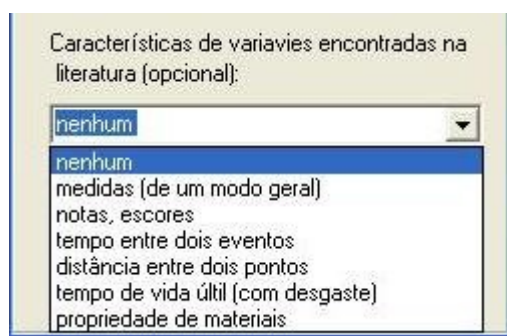 Características de variavies encontradas na
literatura (opcional):
nenhum
nenhum
medidas (de um modo geral)
notas, escores
tempo entre dois eventos
distância entre dois pontos
tempo de vida últil (com desgaste)
propriedade de materiais